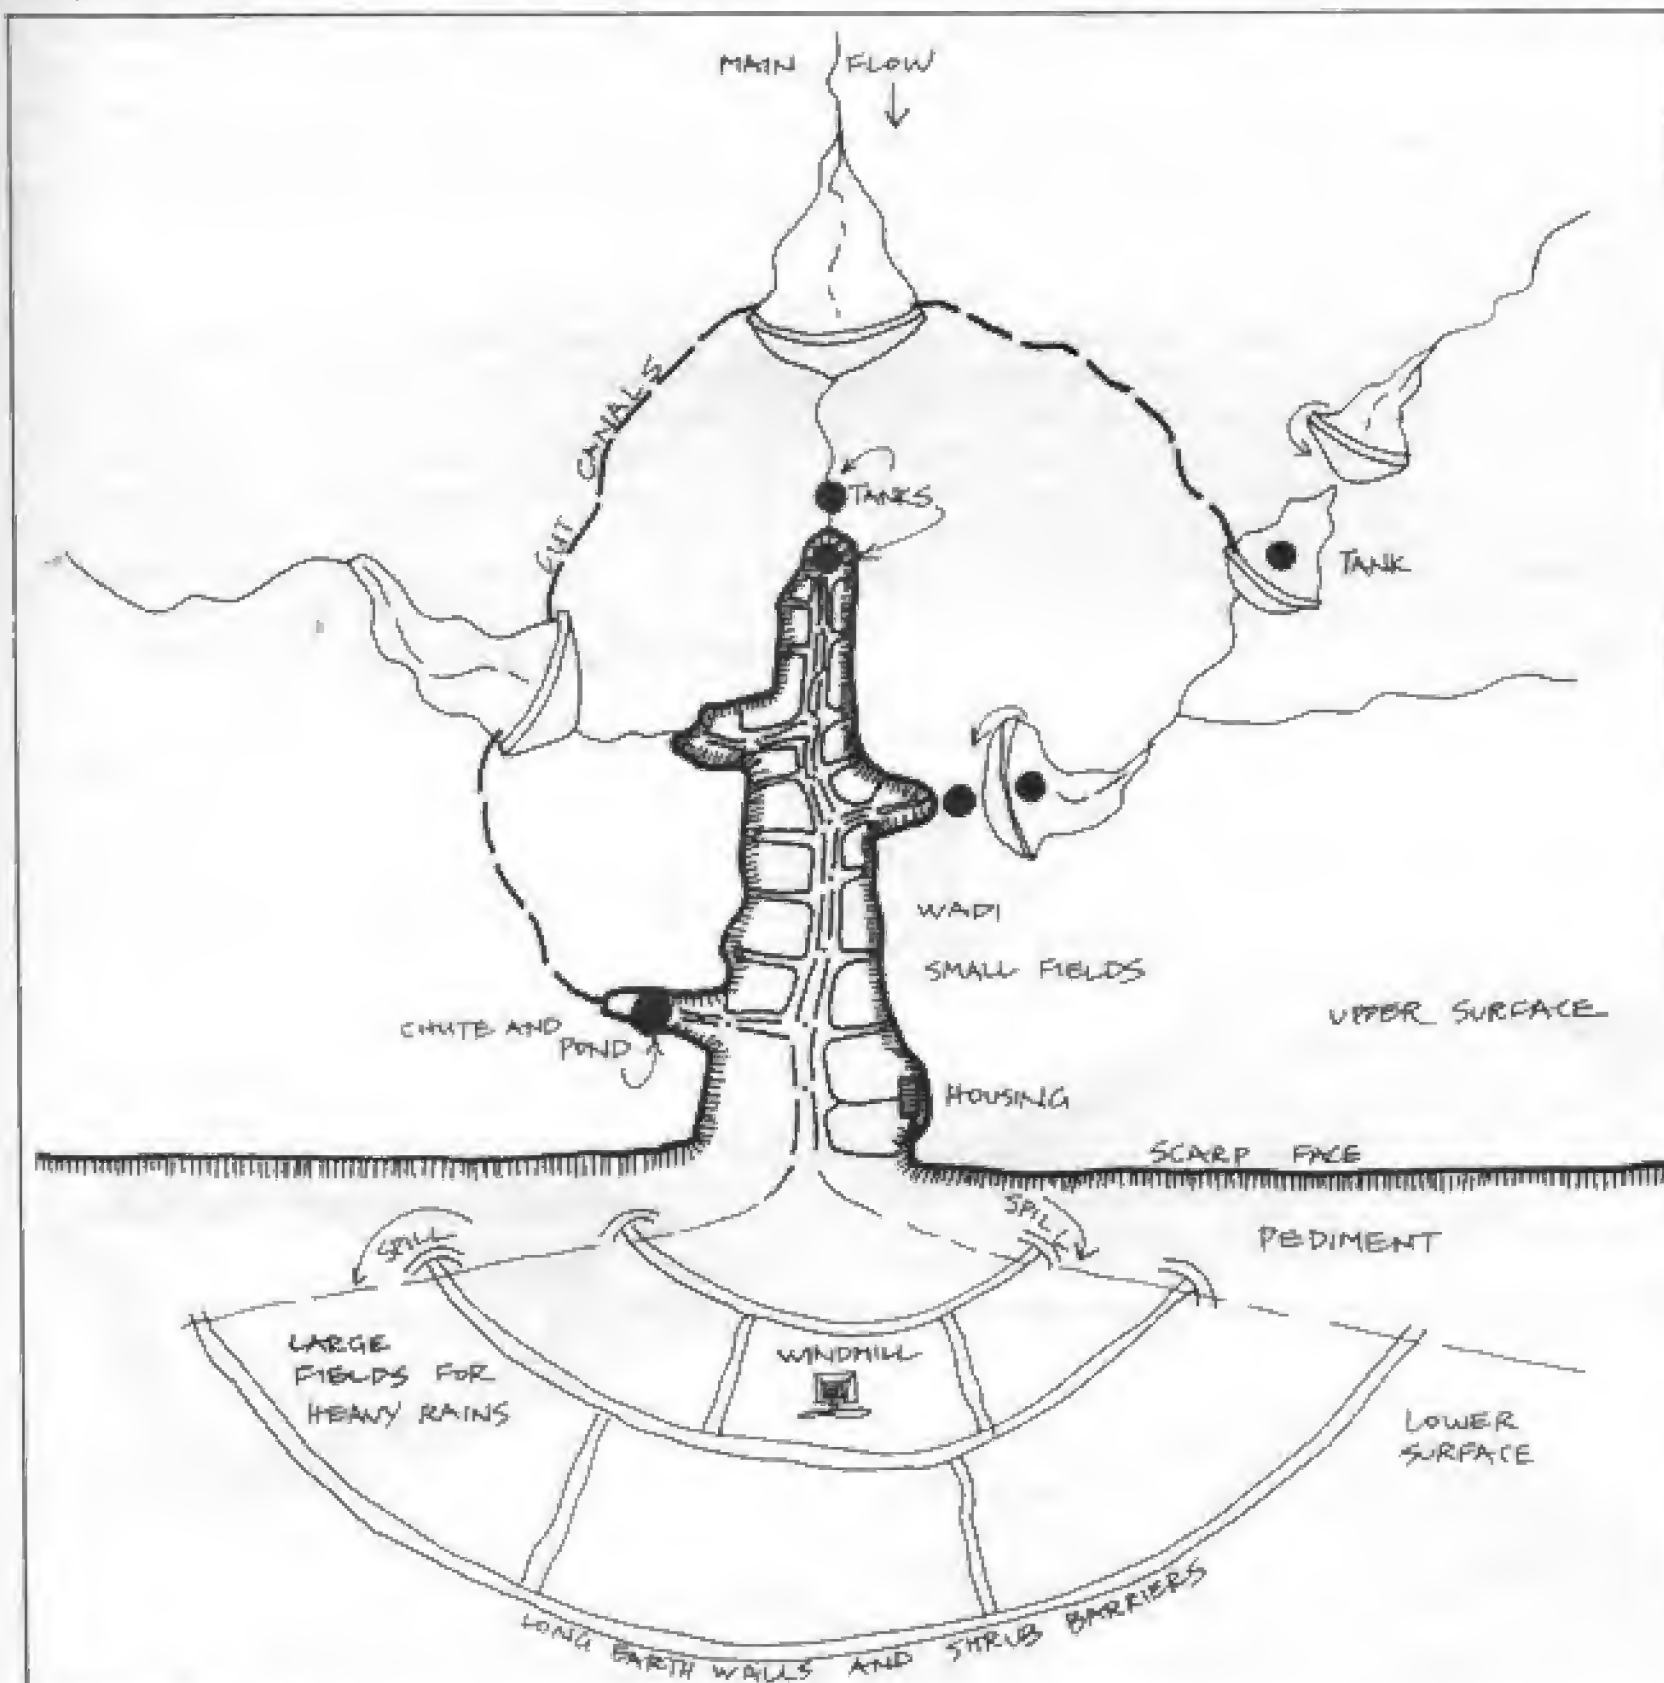 MAIN FLOW
CUT CANALS
TANKS
TANK
WADI
SMALL FIELDS
UPPER SURFACE
CHUTE AND
POND
HOUSING
SCARP FACE
SPILL
SPILL
PEDIMENT
LARGE
FIELDS FOR
HEAVY RAINS
WINDMILL
LOWER
SURFACE
LONG EARTH WALLS AND SHRUB BARRIERS